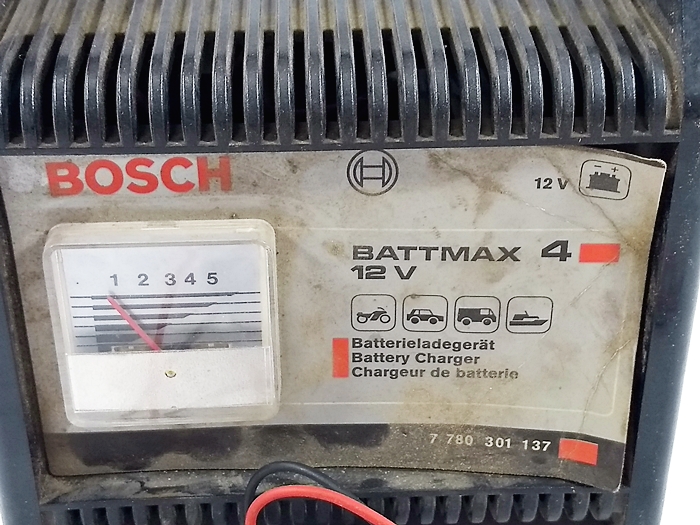 BOSCH
12 V
- +
BATTMAX 4
12 V
1 2 3 4 5
Batterieladegerät
Battery Charger
Chargeur de batterie
7 780 301 137